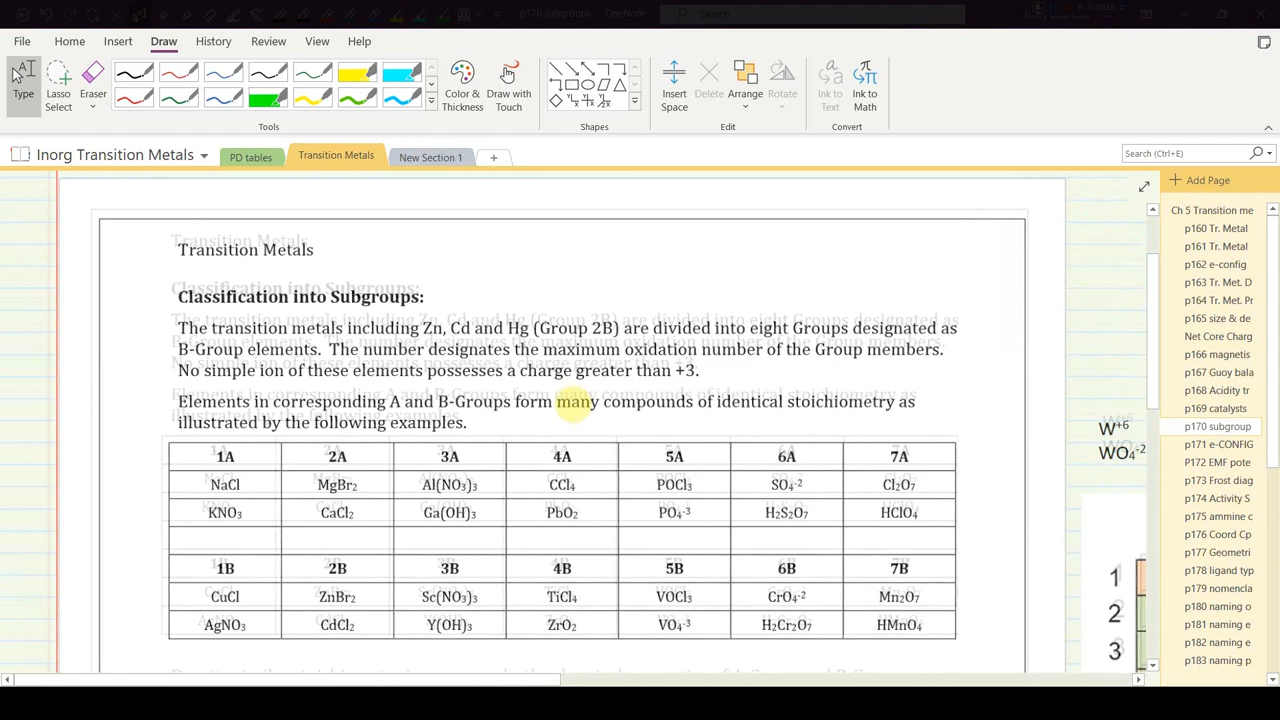 p170 subgroups - OneNote
Search
File Home Insert Draw History Review View Help
Type
Lasso Select
Eraser
Color & Thickness
Draw with Touch
Insert Space
Delete
Arrange
Rotate
Ink to Text
Ink to Math
Tools
Shapes
Edit
Convert
Inorg Transition Metals
PD tables
Transition Metals
New Section 1
Search (Ctrl+E)
Transition Metals
Classification into Subgroups:
The transition metals including Zn, Cd and Hg (Group 2B) are divided into eight Groups designated as
B-Group elements. The number designates the maximum oxidation number of the Group members.
No simple ion of these elements possesses a charge greater than +3.
Elements in corresponding A and B-Groups form many compounds of identical stoichiometry as
illustrated by the following examples.
1A 2A 3A 4A 5A 6A 7A
NaCl MgBr₂ Al(NO₃)₃ CCl₄ POCl₃ SO₄⁻² Cl₂O₇
KNO₃ CaCl₂ Ga(OH)₃ PbO₂ PO₄⁻³ H₂S₂O₇ HClO₄
1B 2B 3B 4B 5B 6B 7B
CuCl ZnBr₂ Sc(NO₃)₃ TiCl₄ VOCl₃ CrO₄⁻² Mn₂O₇
AgNO₃ CdCl₂ Y(OH)₃ ZrO₂ VO₄⁻³ H₂Cr₂O₇ HMnO₄
W⁺⁶
WO₄⁻²
1
2
3
Add Page
Ch 5 Transition me
p160 Tr. Metal
p161 Tr. Metal
p162 e-config
p163 Tr. Met. D
p164 Tr. Met. Pr
p165 size & de
Net Core Charg
p166 magnetis
p167 Guoy bala
p168 Acidity tr
p169 catalysts
p170 subgroup
p171 e-CONFIG
P172 EMF pote
p173 Frost diag
p174 Activity S
p175 ammine c
p176 Coord Cp
p177 Geometri
p178 ligand typ
p179 nomencla
p180 naming o
p181 naming e
p182 naming e
p183 naming p